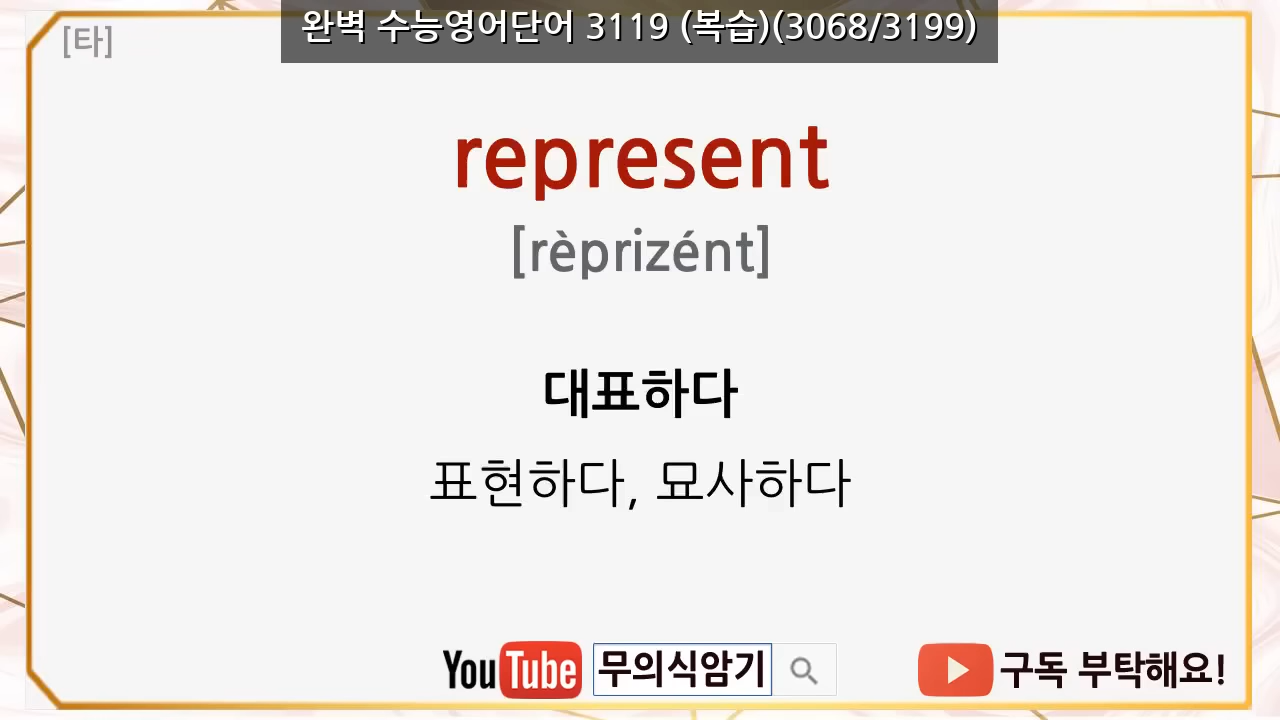 완벽 수능영어단어 3119 (복습)(3068/3199)
[타]
represent
[rèprizént]
대표하다
표현하다, 묘사하다
YouTube 무의식암기 구독 부탁해요!